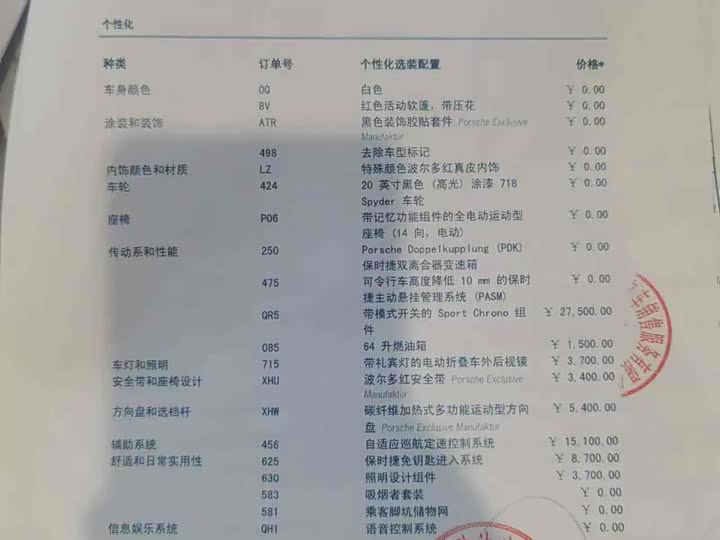 个性化
种类 订单号 个性化选装配置 价格*
车身颜色 0Q 白色 ¥ 0.00
8V 红色活动软篷, 带压花 ¥ 0.00
涂装和装饰 ATR 黑色装饰胶贴套件 Porsche Exclusive ¥ 0.00
Manufaktur
498 去除车型标记 ¥ 0.00
内饰颜色和材质 LZ 特殊颜色波尔多红真皮内饰 ¥ 0.00
车轮 424 20 英寸黑色 (高光) 涂漆 718 ¥ 0.00
Spyder 车轮
座椅 P06 带记忆功能组件的全电动运动型 ¥ 0.00
座椅 (14 向, 电动)
传动系和性能 250 Porsche Doppelkupplung (PDK) ¥ 0.00
保时捷双离合器变速箱
475 可令行车高度降低 10 mm 的保时 ¥ 0.00
捷主动悬挂管理系统 (PASM)
QR5 带模式开关的 Sport Chrono 组 ¥ 27,500.00
件
085 64 升燃油箱 ¥ 1,500.00
车灯和照明 715 带礼宾灯的电动折叠车外后视镜 ¥ 3,700.00
安全带和座椅设计 XHU 波尔多红安全带 Porsche Exclusive ¥ 3,400.00
Manufaktur
方向盘和选档杆 XHW 碳纤维加热式多功能运动型方向 ¥ 5,400.00
盘 Porsche Exclusive Manufaktur
辅助系统 456 自适应巡航定速控制系统 ¥ 15,100.00
舒适和日常实用性 625 保时捷免钥匙进入系统 ¥ 8,700.00
630 照明设计组件 ¥ 3,700.00
583 吸烟者套装 ¥ 0.00
581 乘客脚坑储物网 ¥ 0.00
信息娱乐系统 QH1 语音控制系统 ¥ 0.00
销售服务